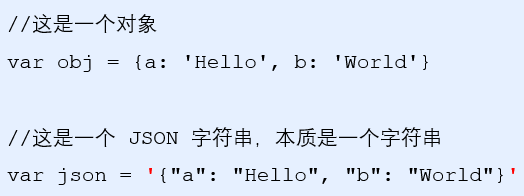 //这是一个对象
var obj = {a: 'Hello', b: 'World'}
//这是一个 JSON 字符串，本质是一个字符串
var json = '{"a": "Hello", "b": "World"}'